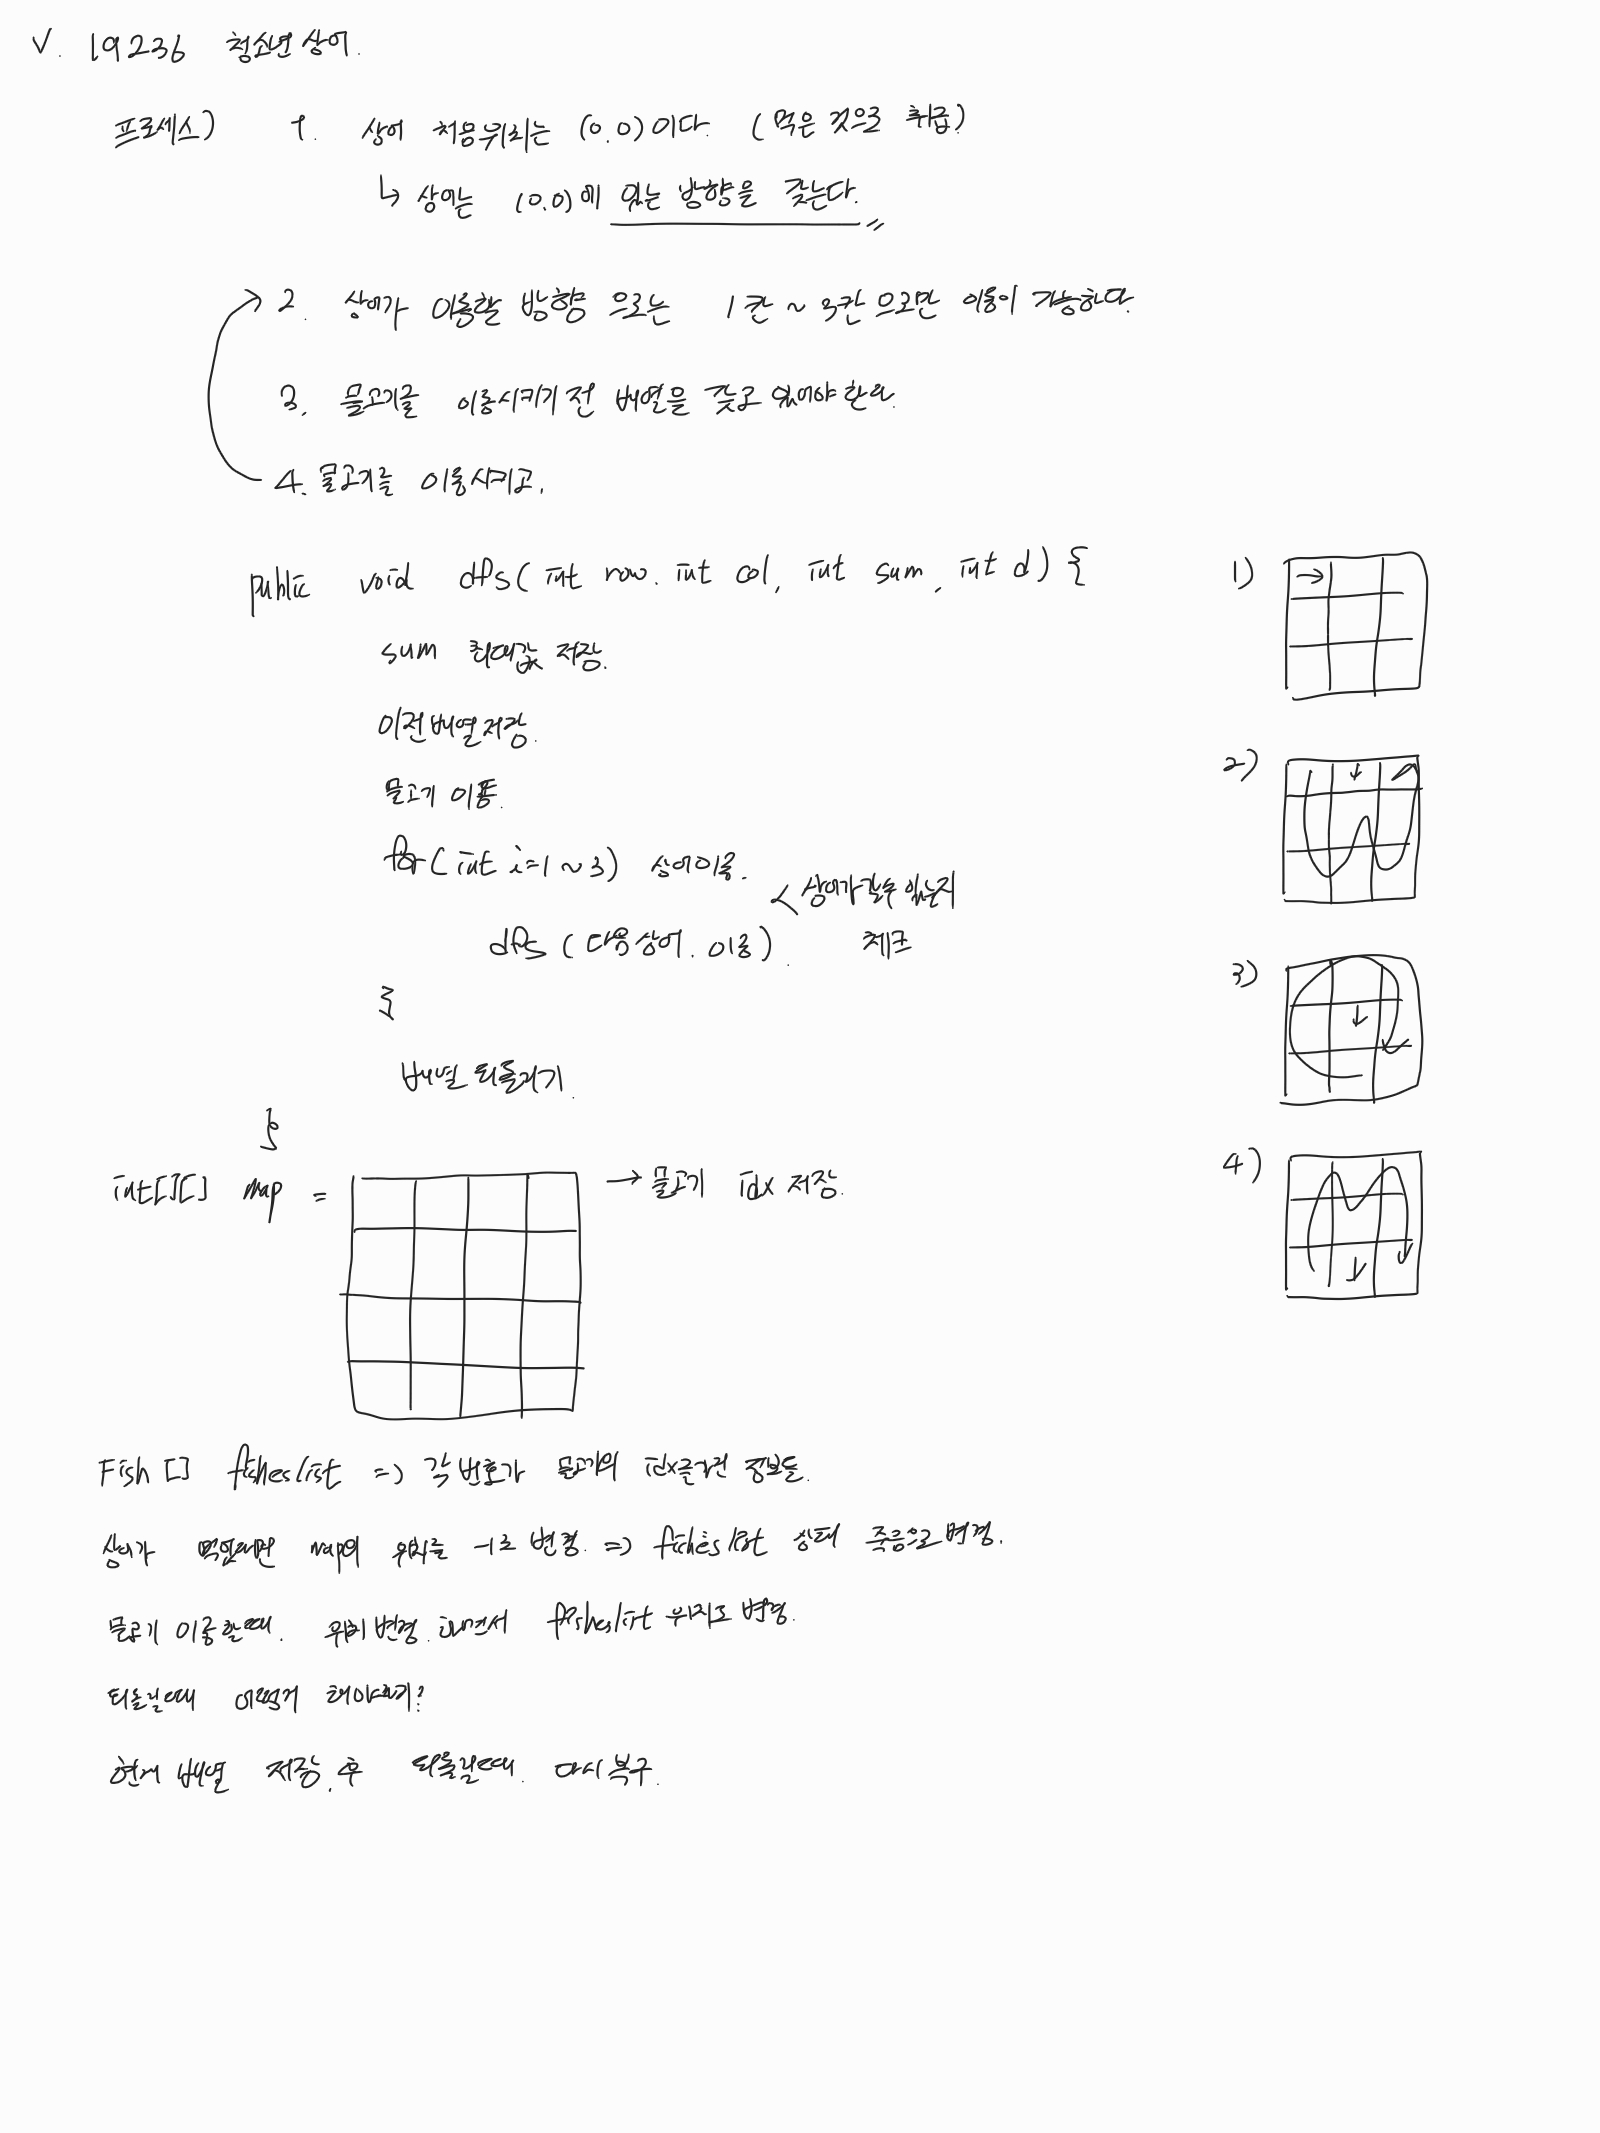 √. 19236 청소년 상어.
프로세스) 1. 상어 처음위치는 (0.0)이다. (먹은 것으로 취급)
↳ 상어는 (0.0)에 있는 방향을 갖는다.
2. 상어가 이동할 방향 으로는 1칸 ~ 3칸 으로만 이동이 가능하다.
3. 물고기를 이동시키기 전 배열을 갖고 있어야 한다.
4. 물고기를 이동시키고,
public void dfs(int row. int col, int sum, int d) {
sum 최대값 저장.
이전 배열 저장.
물고기 이동.
for(int i=1 ~ 3) 상어이동.
< 상어가 갈수 있는지 체크
dfs (다음 상어. 이동).
}
배열 되돌리기.
}
int[][] map = → 물고기 idx 저장.
1)
2)
3)
4)
Fish [] fisheslist => 각 번호가 물고기의 idx를 가진 정보들.
상어가 먹었다면 map의 위치를 -1로 변경. => fisheslist 상태 죽음으로 변경.
물고기 이동할때. 위치 변경. 하면서 fisheslist 위치도 변경.
되돌릴때 어떻게 해야하지?
현재 배열 저장. 후 되돌릴때. 다시 복구.